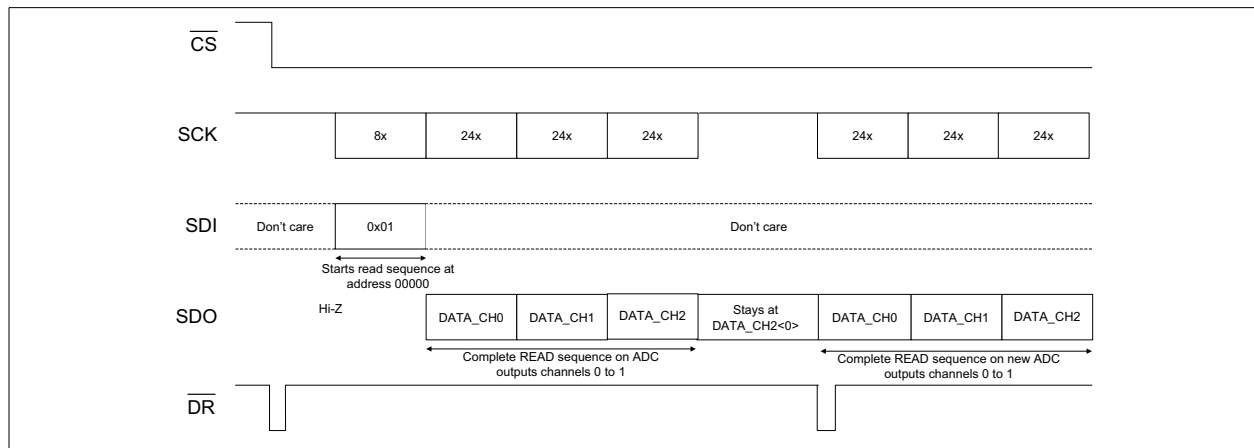 CS
SCK
8x
24x
24x
24x
24x
24x
24x
SDI
Don't care
0x01
Don't care
Starts read sequence at
address 00000
SDO
Hi-Z
DATA_CH0
DATA_CH1
DATA_CH2
Stays at
DATA_CH2<0>
DATA_CH0
DATA_CH1
DATA_CH2
Complete READ sequence on ADC
outputs channels 0 to 1
Complete READ sequence on new ADC
outputs channels 0 to 1
DR